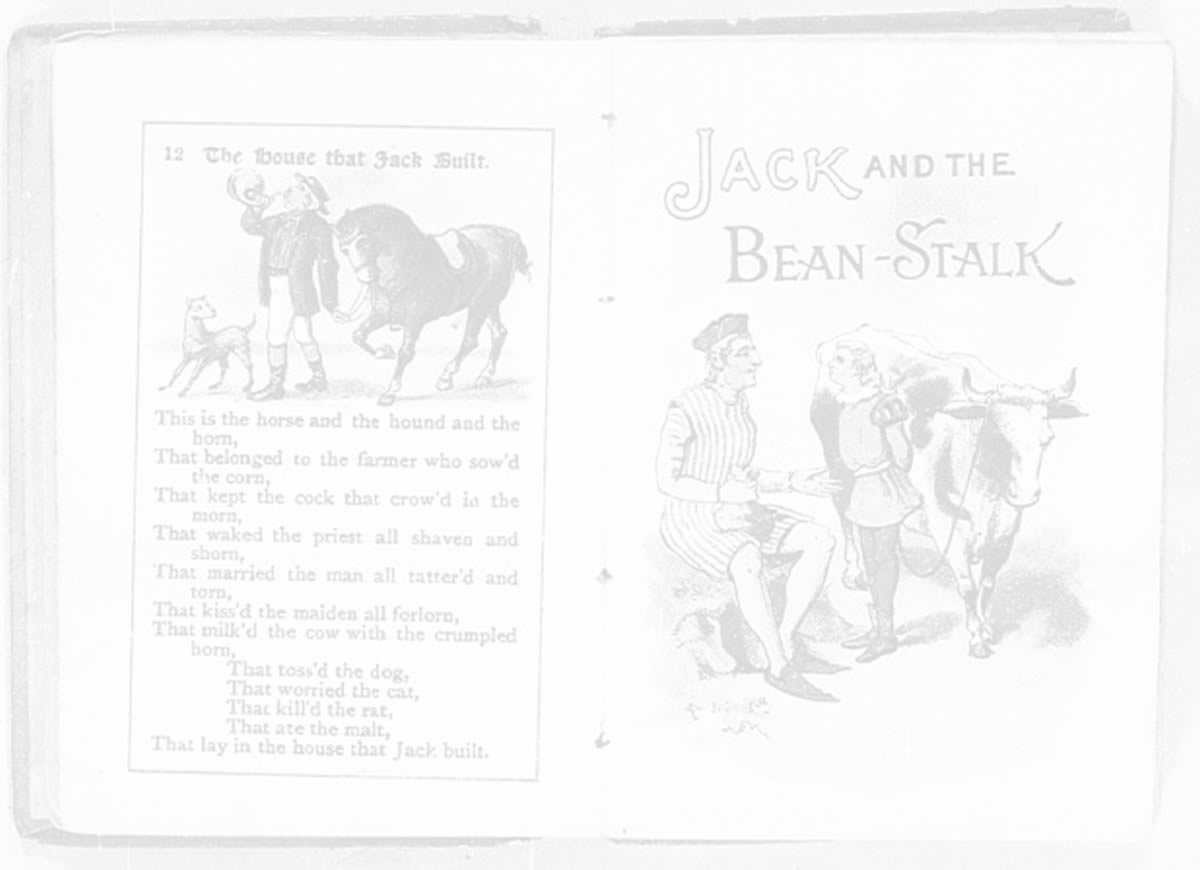 12 The House that Jack Built.
This is the horse and the hound and the
horn,
That belonged to the farmer who sow'd
the corn,
That kept the cock that crow'd in the
morn,
That waked the priest all shaven and
shorn,
That married the man all tatter'd and
torn,
That kiss'd the maiden all forlorn,
That milk'd the cow with the crumpled
horn,
That toss'd the dog,
That worried the cat,
That kill'd the rat,
That ate the malt,
That lay in the house that Jack built.
JACK AND THE
BEAN-STALK